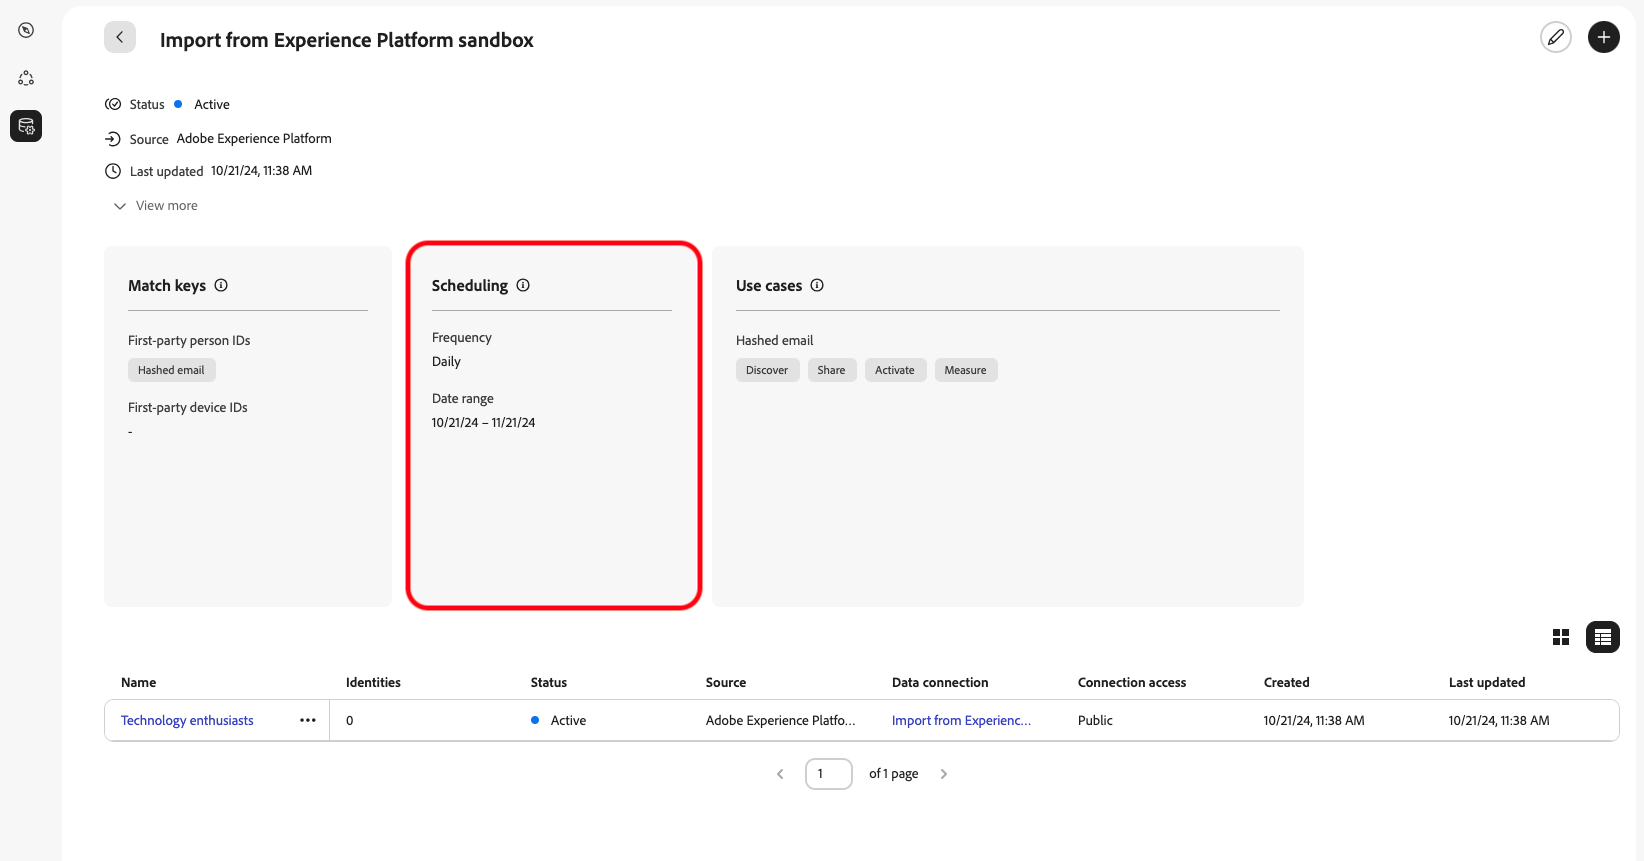 Import from Experience Platform sandbox
Status Active
Source Adobe Experience Platform
Last updated 10/21/24, 11:38 AM
View more
Match keys
First-party person IDs
Hashed email
First-party device IDs
-
Scheduling
Frequency
Daily
Date range
10/21/24 – 11/21/24
Use cases
Hashed email
Discover Share Activate Measure
Name Identities Status Source Data connection Connection access Created Last updated
Technology enthusiasts ••• 0 Active Adobe Experience Platfo... Import from Experienc... Public 10/21/24, 11:38 AM 10/21/24, 11:38 AM
1 of 1 page